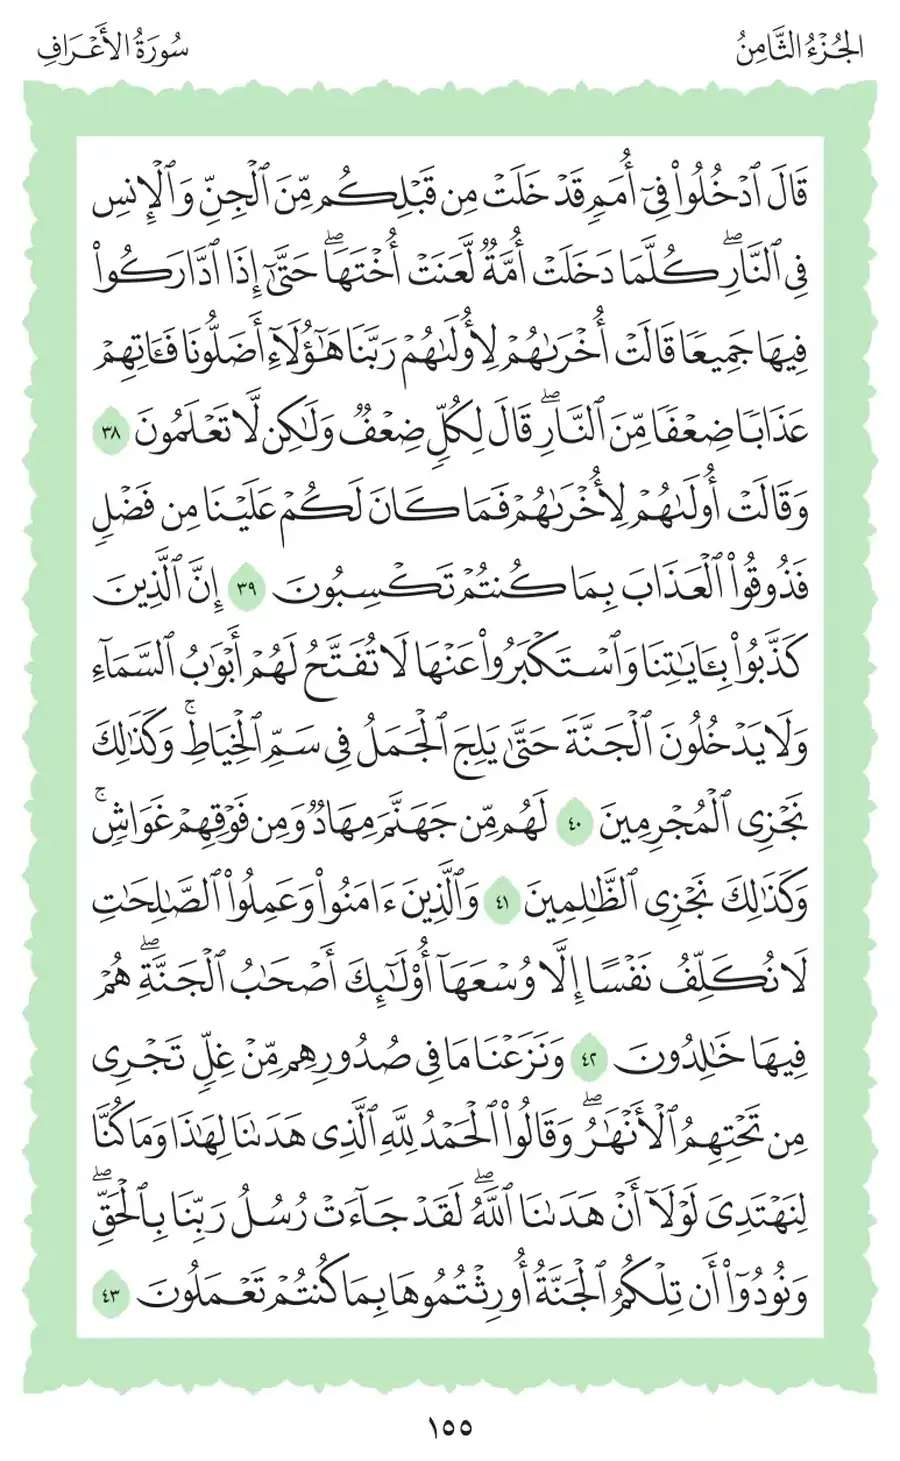 الجُزْءُ الثَّامِنُ
سُورَةُ الأَعْرَافِ
قَالَ ٱدْخُلُوا۟ فِىٓ أُمَمٍ قَدْ خَلَتْ مِن قَبْلِكُم مِّنَ ٱلْجِنِّ وَٱلْإِنسِ
فِى ٱلنَّارِ ۖ كُلَّمَا دَخَلَتْ أُمَّةٌ لَّعَنَتْ أُخْتَهَا ۖ حَتَّىٰٓ إِذَا ٱدَّارَكُوا۟
فِيهَا جَمِيعًا قَالَتْ أُخْرَىٰهُمْ لِأُولَىٰهُمْ رَبَّنَا هَٰٓؤُلَآءِ أَضَلُّونَا فَـَٔاتِهِمْ
عَذَابًا ضِعْفًا مِّنَ ٱلنَّارِ ۖ قَالَ لِكُلٍّ ضِعْفٌ وَلَٰكِن لَّا تَعْلَمُونَ ٣٨
وَقَالَتْ أُولَىٰهُمْ لِأُخْرَىٰهُمْ فَمَا كَانَ لَكُمْ عَلَيْنَا مِن فَضْلٍ
فَذُوقُوا۟ ٱلْعَذَابَ بِمَا كُنتُمْ تَكْسِبُونَ ٣٩ إِنَّ ٱلَّذِينَ
كَذَّبُوا۟ بِـَٔايَٰتِنَا وَٱسْتَكْبَرُوا۟ عَنْهَا لَا تُفَتَّحُ لَهُمْ أَبْوَٰبُ ٱلسَّمَآءِ
وَلَا يَدْخُلُونَ ٱلْجَنَّةَ حَتَّىٰ يَلِجَ ٱلْجَمَلُ فِى سَمِّ ٱلْخِيَاطِ ۚ وَكَذَٰلِكَ
نَجْزِى ٱلْمُجْرِمِينَ ٤٠ لَهُم مِّن جَهَنَّمَ مِهَادٌ وَمِن فَوْقِهِمْ غَوَاشٍ ۚ
وَكَذَٰلِكَ نَجْزِى ٱلظَّٰلِمِينَ ٤١ وَٱلَّذِينَ ءَامَنُوا۟ وَعَمِلُوا۟ ٱلصَّٰلِحَٰتِ
لَا نُكَلِّفُ نَفْسًا إِلَّا وُسْعَهَآ أُو۟لَٰٓئِكَ أَصْحَٰبُ ٱلْجَنَّةِ ۖ هُمْ
فِيهَا خَٰلِدُونَ ٤٢ وَنَزَعْنَا مَا فِى صُدُورِهِم مِّنْ غِلٍّ تَجْرِى
مِن تَحْتِهِمُ ٱلْأَنْهَٰرُ ۖ وَقَالُوا۟ ٱلْحَمْدُ لِلَّهِ ٱلَّذِى هَدَىٰنَا لِهَٰذَا وَمَا كُنَّا
لِنَهْتَدِىَ لَوْلَآ أَنْ هَدَىٰنَا ٱللَّهُ ۖ لَقَدْ جَآءَتْ رُسُلُ رَبِّنَا بِٱلْحَقِّ ۖ
وَنُودُوٓا۟ أَن تِلْكُمُ ٱلْجَنَّةُ أُورِثْتُمُوهَا بِمَا كُنتُمْ تَعْمَلُونَ ٤٣
١٥٥